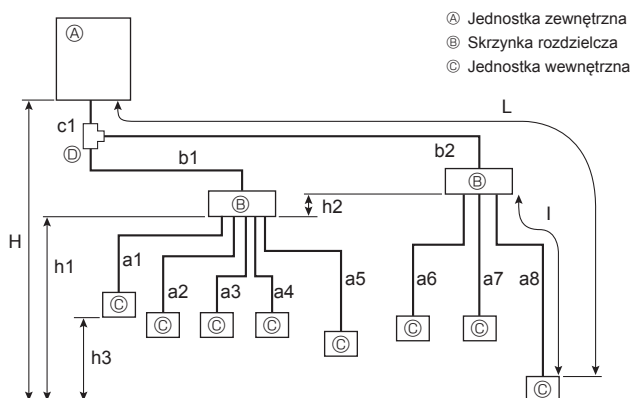 Ⓐ Jednostka zewnętrzna
Ⓑ Skrzynka rozdzielcza
Ⓒ Jednostka wewnętrzna
Ⓐ
L
c1
Ⓓ
b1
b2
Ⓑ
Ⓑ
h2
H
h1
l
a1
a2
a3
a4
a5
a6
a7
a8
Ⓒ
Ⓒ
Ⓒ
Ⓒ
Ⓒ
Ⓒ
Ⓒ
h3
Ⓒ